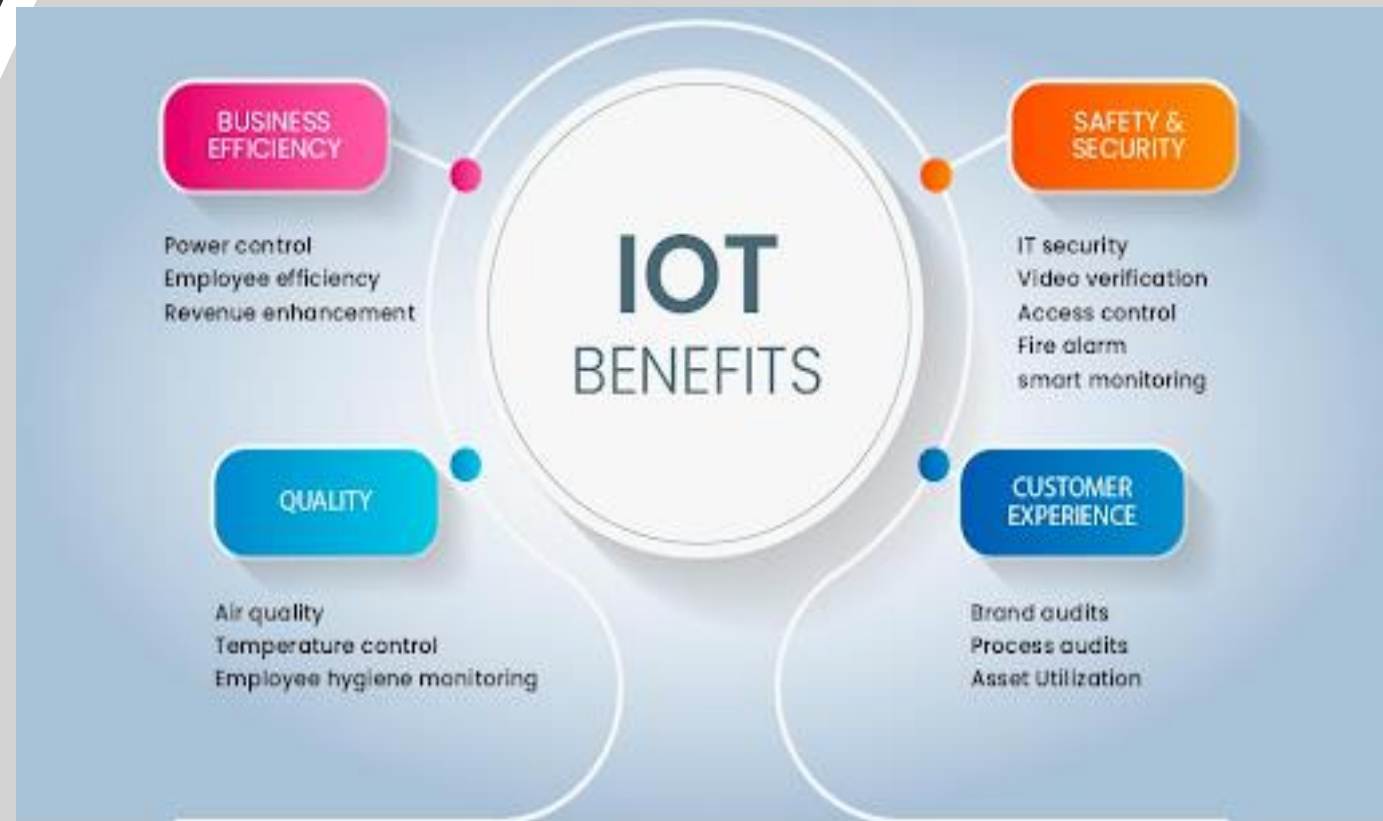 BUSINESS
EFFICIENCY
Power control
Employee efficiency
Revenue enhancement
IOT
BENEFITS
SAFETY &
SECURITY
IT security
Video verification
Access control
Fire alarm
smart monitoring
QUALITY
Air quality
Temperature control
Employee hygiene monitoring
CUSTOMER
EXPERIENCE
Brand audits
Process audits
Asset Utilization